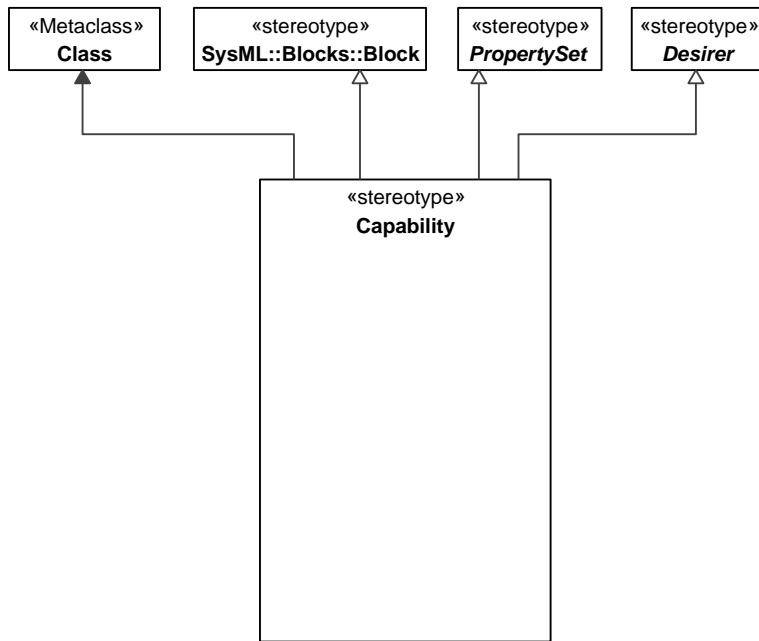 «Metaclass»
Class
«stereotype»
SysML::Blocks::Block
«stereotype»
PropertySet
«stereotype»
Desirer
«stereotype»
Capability